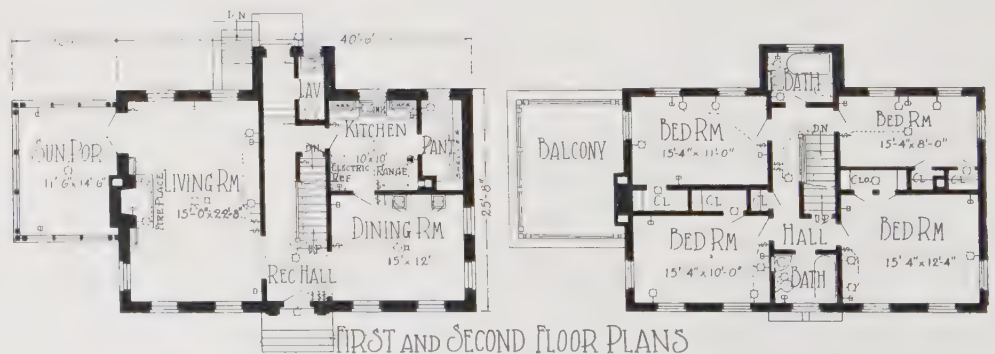 DN
40'-0"
LAV
KITCHEN
10'x10'
DN
ELECTRIC REF
RANGE
PANT
SUN POR
11'6"x14'6"
FIRE PLACE
LIVING RM
15'-0"x22'-8"
DINING RM
15'x12'
25'-8"
UP
REC HALL
BATH
BED RM
15'-4"x11'-0"
DN
BED RM
15'-4"x8'-0"
BALCONY
CL
CL
CL
CLO
CL
CL
BED RM
15'4"x10'-0"
HALL
BED RM
15'4"x12'-4"
BATH
FIRST AND SECOND FLOOR PLANS